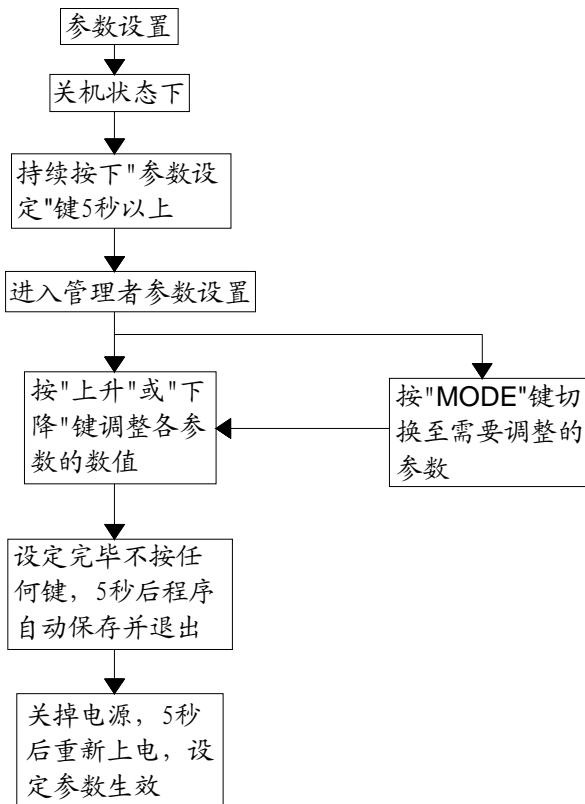 参数设置
关机状态下
持续按下"参数设
定"键5秒以上
进入管理者参数设置
按"上升"或"下
降"键调整各参
数的数值
按"MODE"键切
换至需要调整的
参数
设定完毕不按任
何键，5秒后程序
自动保存并退出
关掉电源，5秒
后重新上电，设
定参数生效